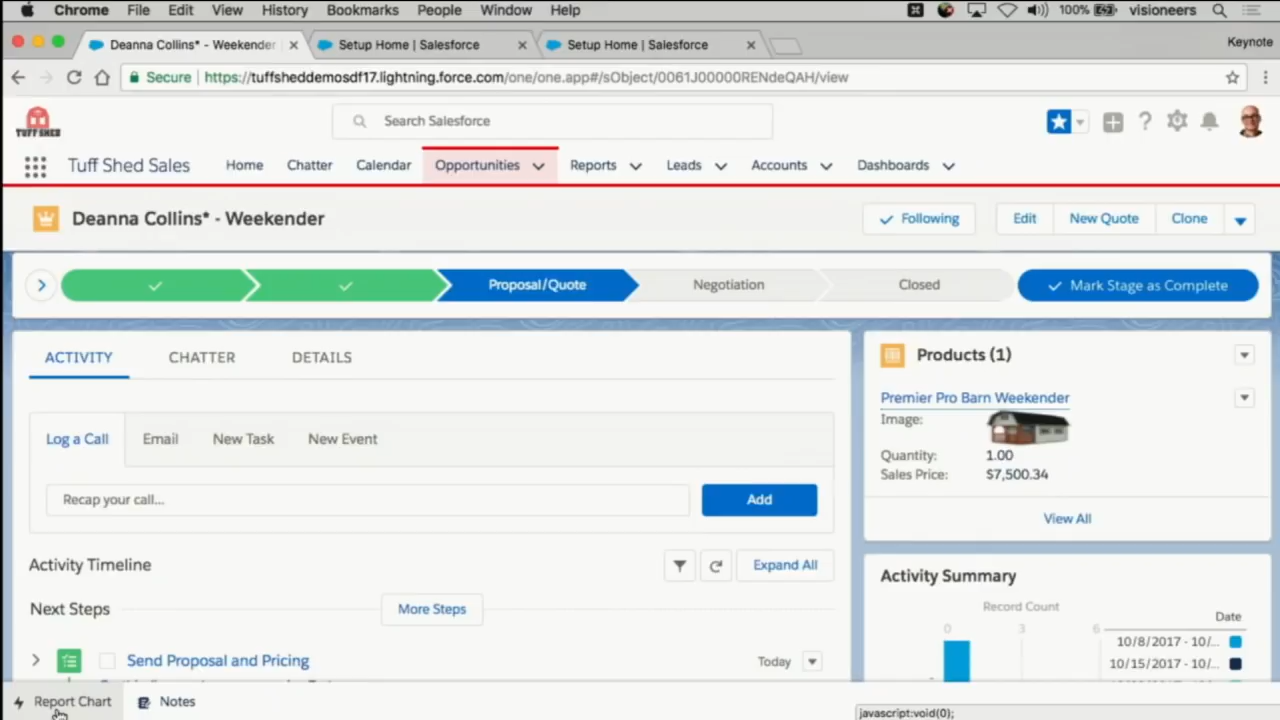 Chrome File Edit View History Bookmarks People Window Help 100% visioneers
Deanna Collins* - Weekender Setup Home | Salesforce Setup Home | Salesforce Keynote
Secure https://tuffsheddemosdf17.lightning.force.com/one/one.app#/sObject/0061J00000RENdeQAH/view
TUFF SHED
Search Salesforce
Tuff Shed Sales Home Chatter Calendar Opportunities Reports Leads Accounts Dashboards
Deanna Collins* - Weekender Following Edit New Quote Clone
Proposal/Quote Negotiation Closed Mark Stage as Complete
ACTIVITY CHATTER DETAILS
Log a Call Email New Task New Event
Recap your call... Add
Activity Timeline Expand All
Next Steps More Steps
Send Proposal and Pricing Today
Products (1)
Premier Pro Barn Weekender
Image:
Quantity: 1.00
Sales Price: $7,500.34
View All
Activity Summary
Record Count
0 3 6
Date
10/8/2017 - 10/...
10/15/2017 - 10/...
Report Chart Notes
javascript:void(0);